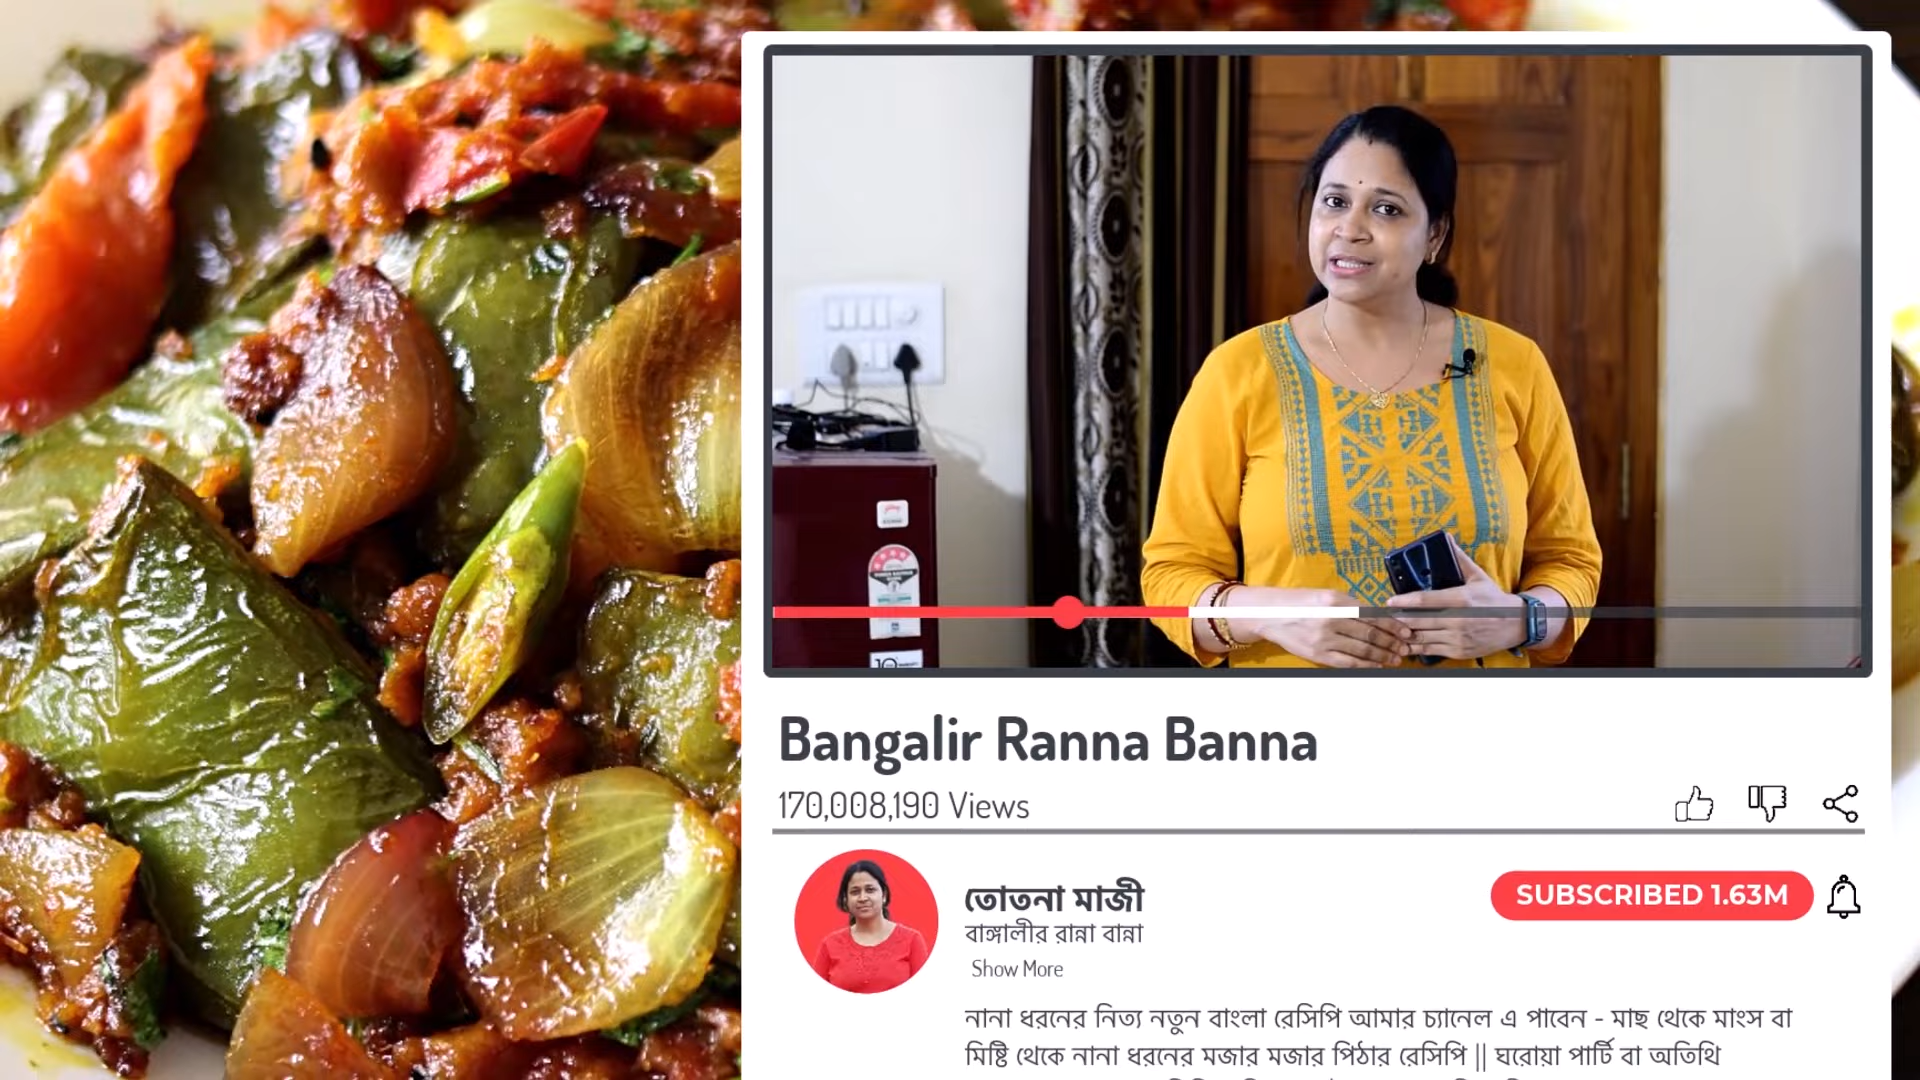 Bangalir Ranna Banna
170,008,190 Views
তোতনা মাজী
SUBSCRIBED 1.63M
বাঙ্গালীর রান্না বান্না
Show More
নানা ধরনের নিত্য নতুন বাংলা রেসিপি আমার চ্যানেল এ পাবেন - মাছ থেকে মাংস বা
মিষ্টি থেকে নানা ধরনের মজার মজার পিঠার রেসিপি || ঘরোয়া পার্টি বা অতিথি